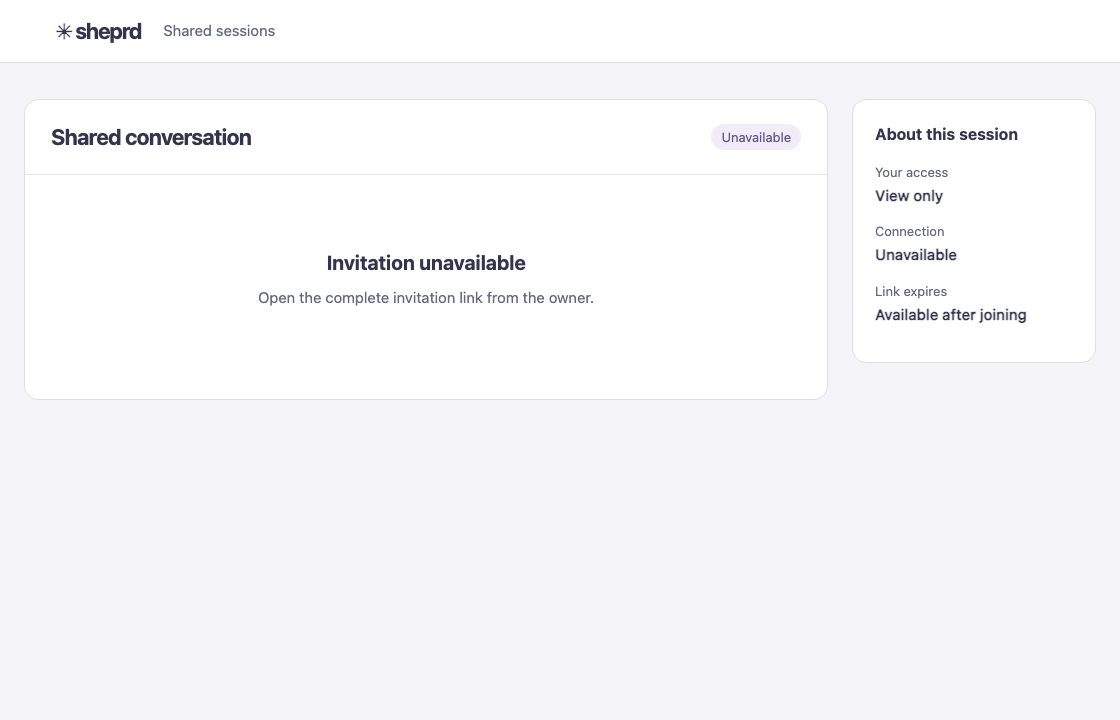 sheprd
Shared sessions
Shared conversation
Unavailable
Invitation unavailable
Open the complete invitation link from the owner.
About this session
Your access
View only
Connection
Unavailable
Link expires
Available after joining